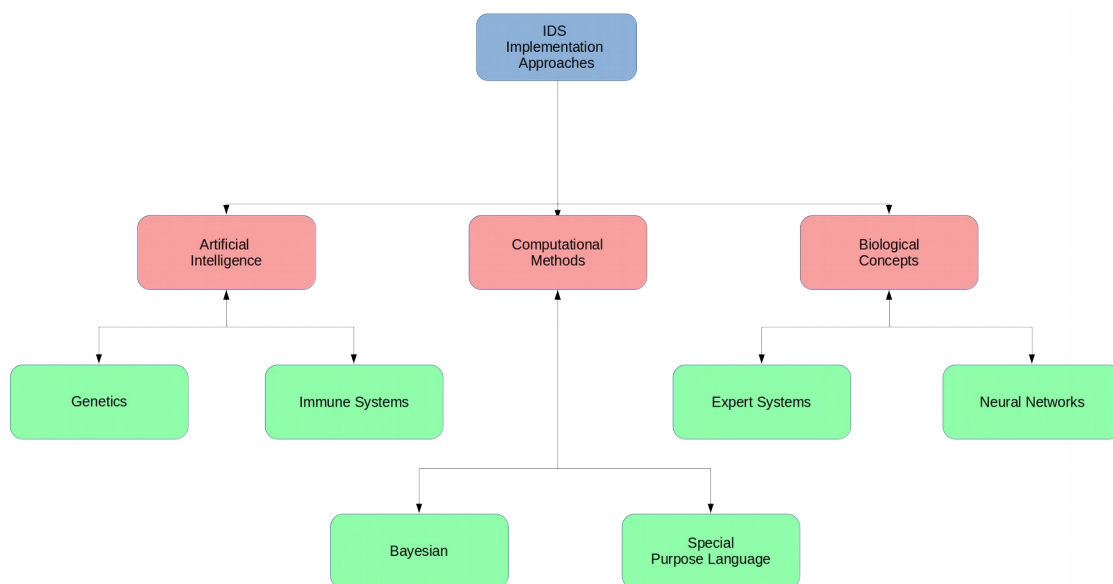 IDS
Implementation
Approaches
Artificial
Intelligence
Computational
Methods
Biological
Concepts
Genetics
Immune Systems
Expert Systems
Neural Networks
Bayesian
Special
Purpose Language